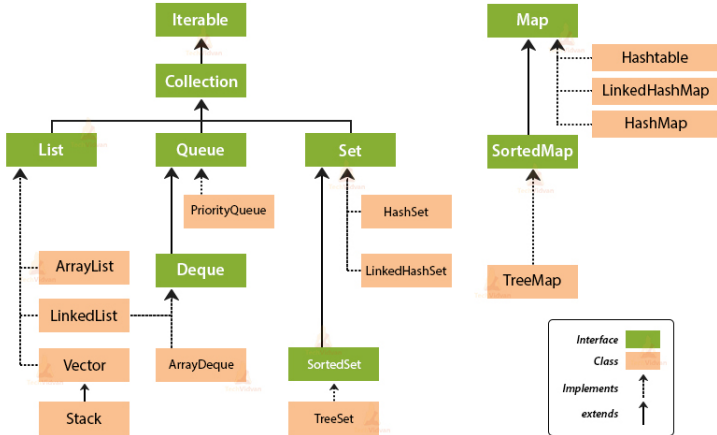 Iterable
Map
Collection
Hashtable
LinkedHashMap
HashMap
List
Queue
Set
SortedMap
PriorityQueue
HashSet
ArrayList
Deque
LinkedHashSet
TreeMap
LinkedList
Vector
ArrayDeque
SortedSet
Stack
TreeSet
Interface
Class
Implements
extends